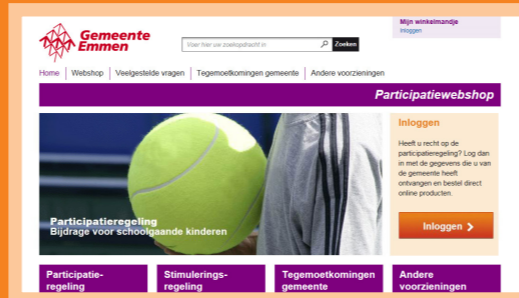 Gemeente
Emmen
Voer hier uw zoekopdracht in
Zoeken
Mijn winkelmandje
Inloggen
Home
Webshop
Veelgestelde vragen
Tegemoetkomingen gemeente
Andere voorzieningen
Participatiewebshop
Participatieregeling
Bijdrage voor schoolgaande kinderen
Inloggen
Heeft u recht op de
participatieregeling? Log dan
in met de gegevens die u van
de gemeente heeft
ontvangen en bestel direct
online producten.
Inloggen
Participatie-
regeling
Stimulerings-
regeling
Tegemoetkomingen
gemeente
Andere
voorzieningen